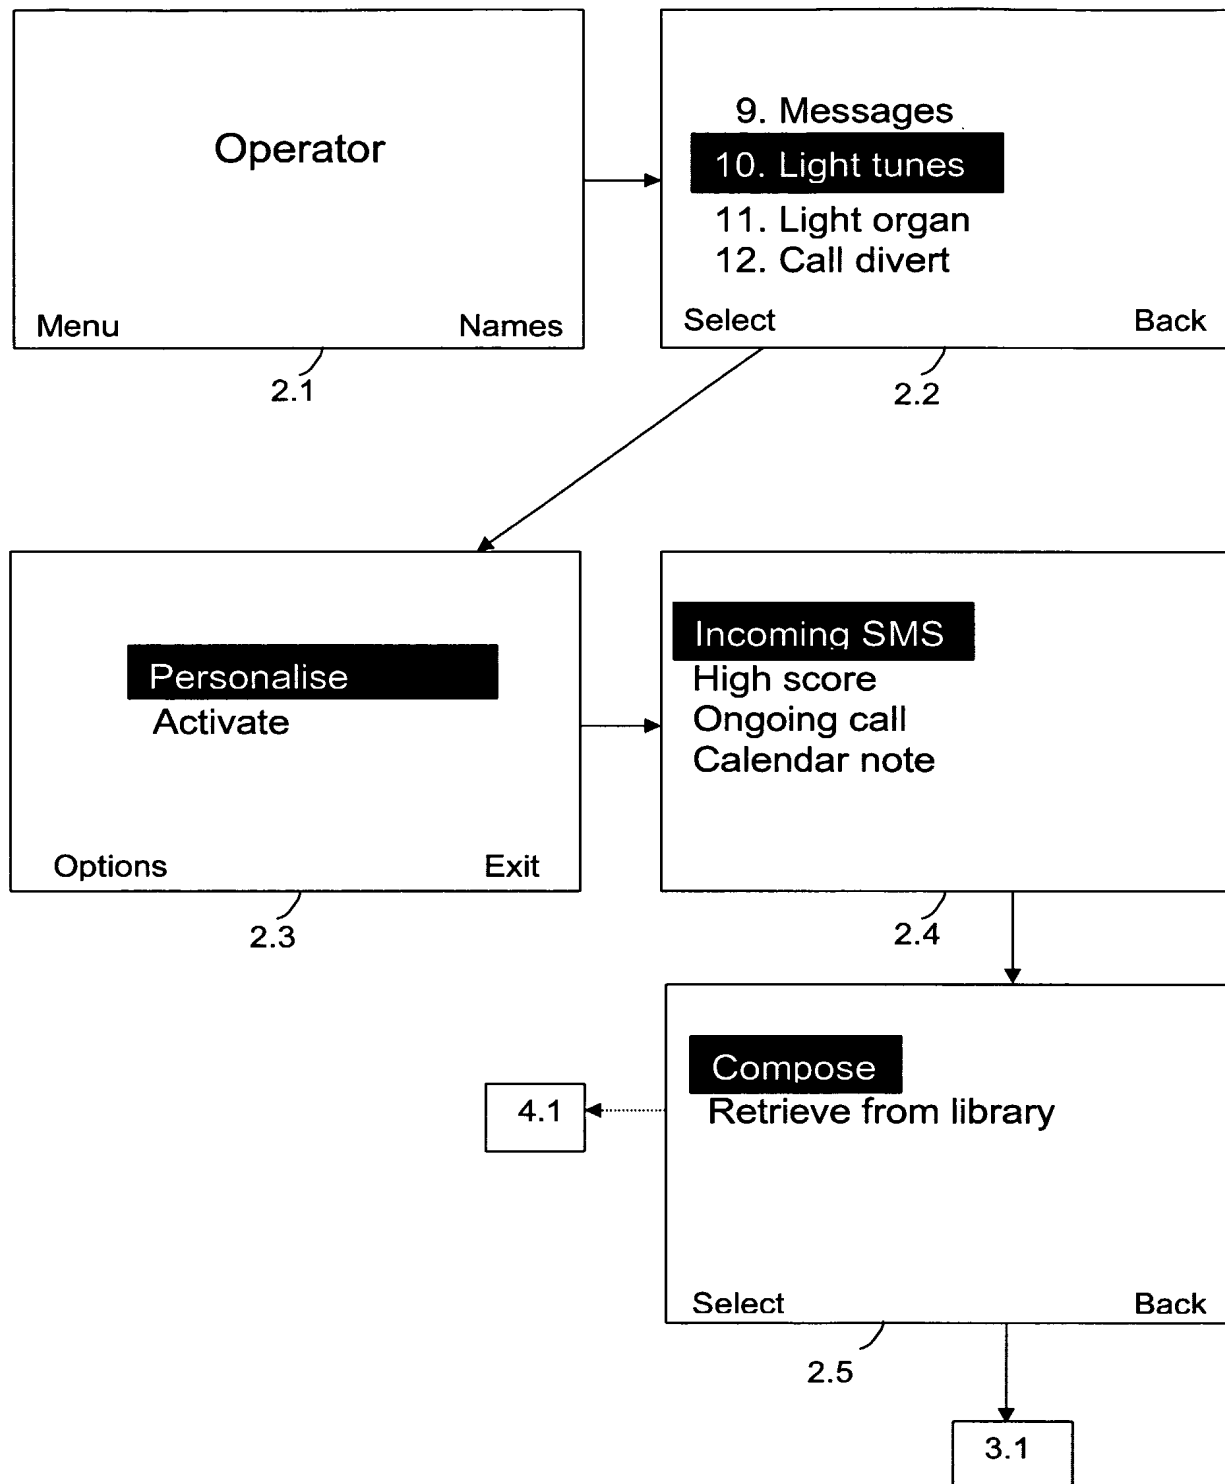 Operator
Menu Names
2.1
9. Messages
10. Light tunes
11. Light organ
12. Call divert
Select Back
2.2
Personalise
Activate
Options Exit
2.3
Incoming SMS
High score
Ongoing call
Calendar note
2.4
Compose
Retrieve from library
Select Back
2.5
4.1
3.1